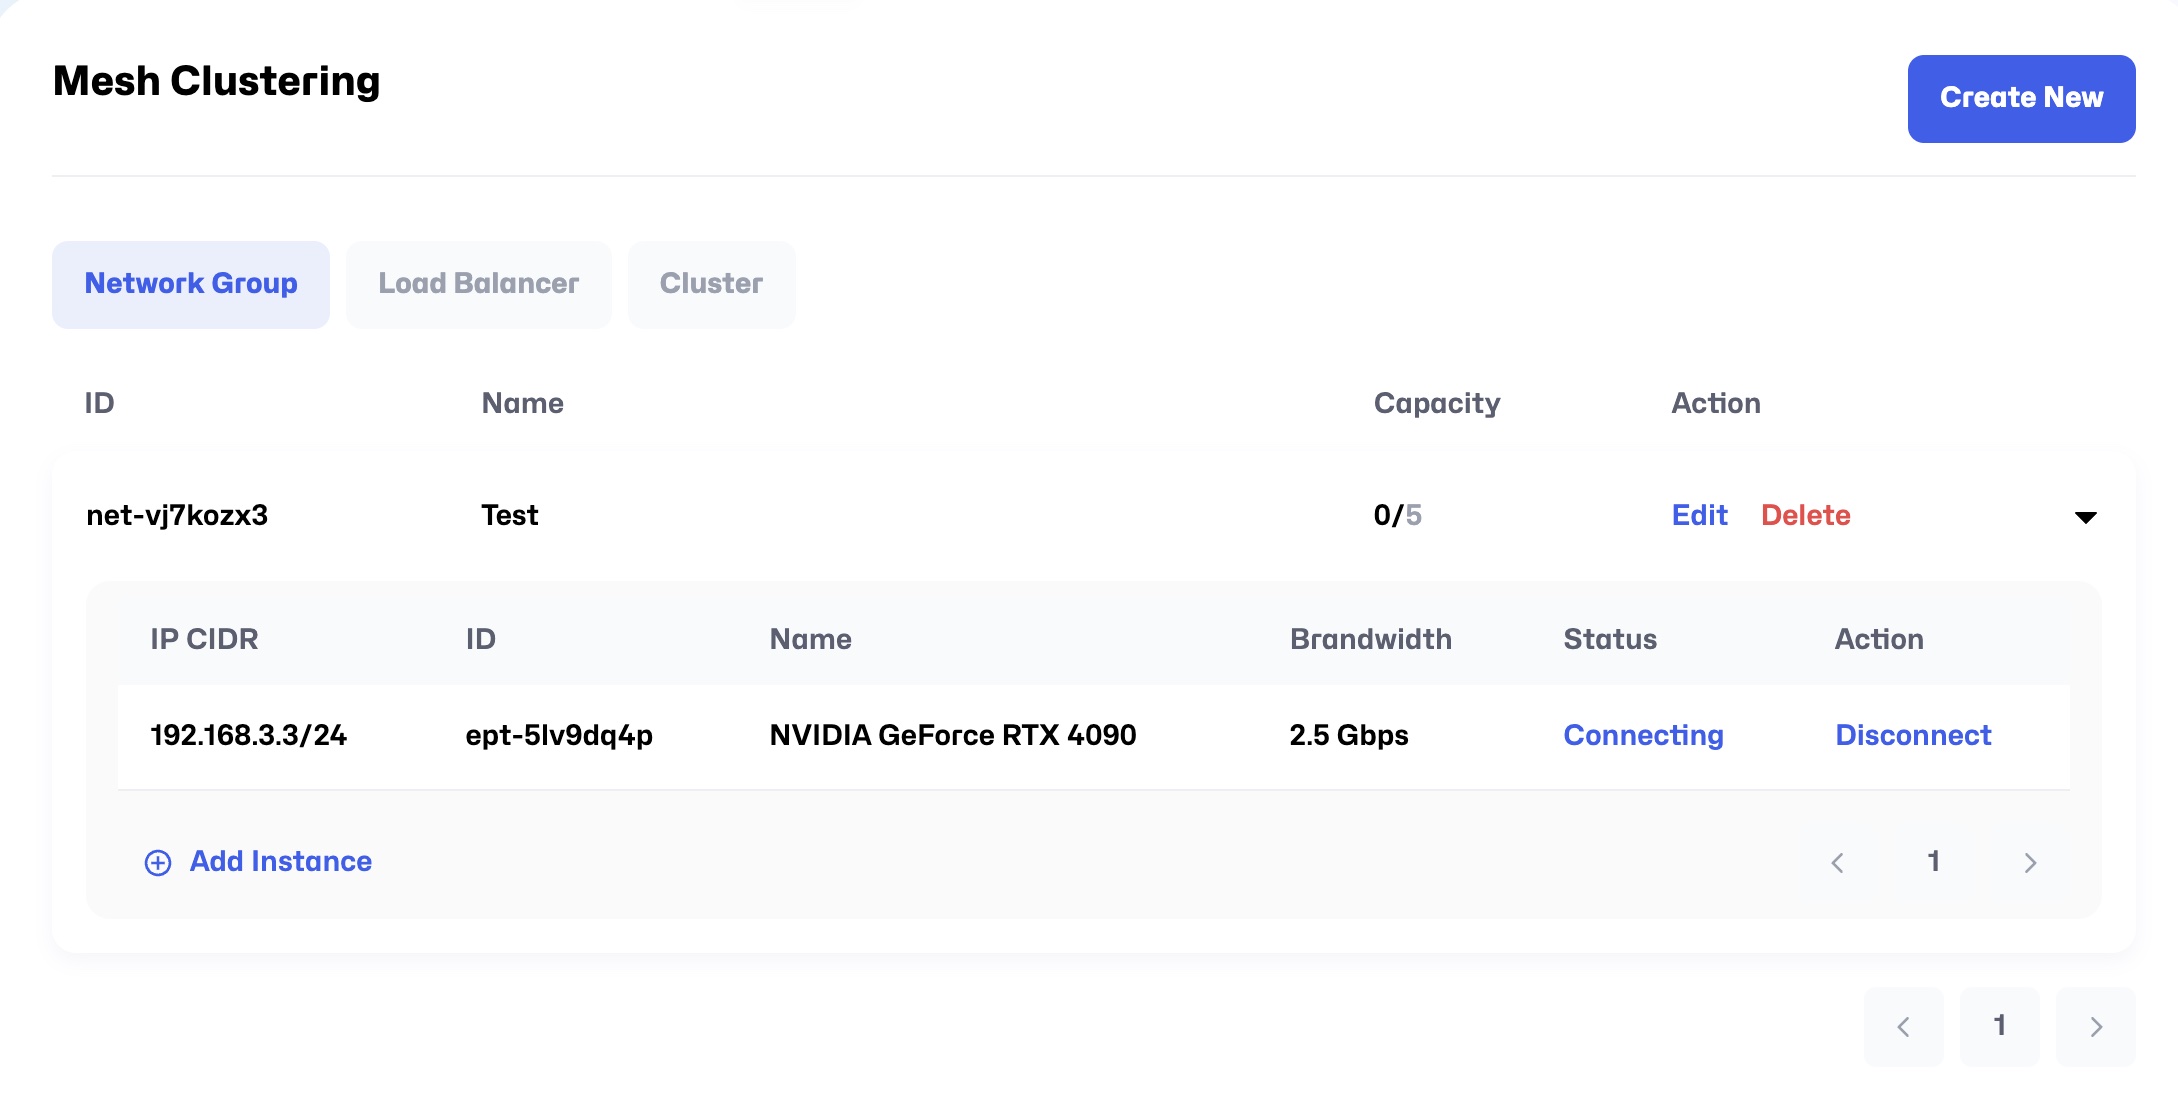 Mesh Clustering
Create New
Network Group Load Balancer Cluster
ID Name Capacity Action
net-vj7kozx3 Test 0/5 Edit Delete
IP CIDR ID Name Brandwidth Status Action
192.168.3.3/24 ept-5lv9dq4p NVIDIA GeForce RTX 4090 2.5 Gbps Connecting Disconnect
Add Instance 1
1